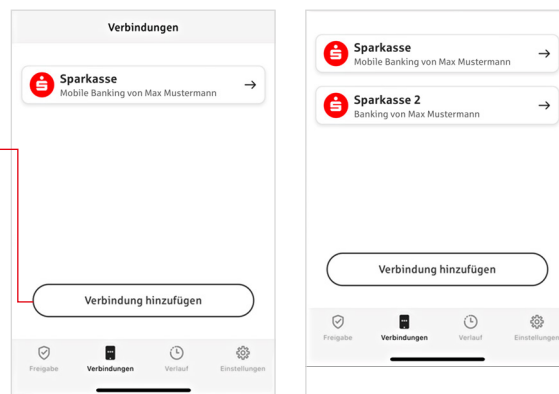 Verbindungen
Sparkasse
Mobile Banking von Max Mustermann
Verbindung hinzufügen
Freigabe Verbindungen Verlauf Einstellungen
Sparkasse
Mobile Banking von Max Mustermann
Sparkasse 2
Banking von Max Mustermann
Verbindung hinzufügen
Freigabe Verbindungen Verlauf Einstellungen